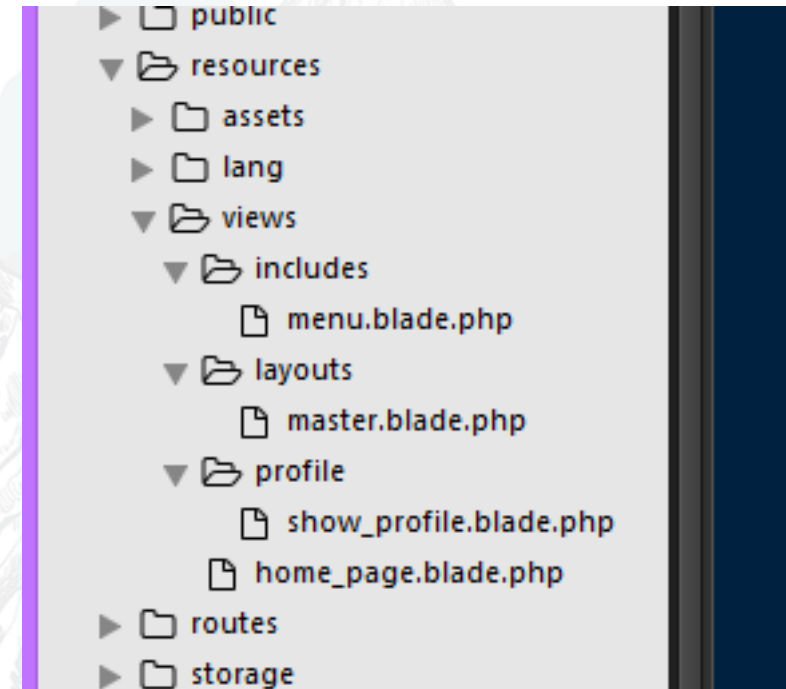 public
resources
assets
lang
views
includes
menu.blade.php
layouts
master.blade.php
profile
show_profile.blade.php
home_page.blade.php
routes
storage